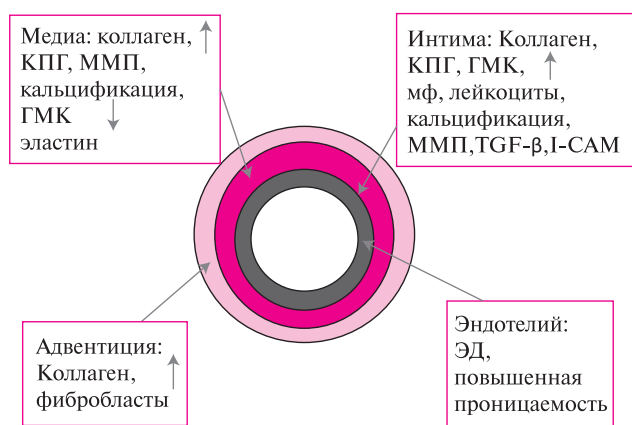 Медиа: коллаген,
КПГ, ММП,
кальцификация,
ГМК
эластин
Интима: Коллаген,
КПГ, ГМК,
мф, лейкоциты,
кальцификация,
ММП,TGF-β,I-CAM
Адвентиция:
Коллаген,
фибробласты
Эндотелий:
ЭД,
повышенная
проницаемость